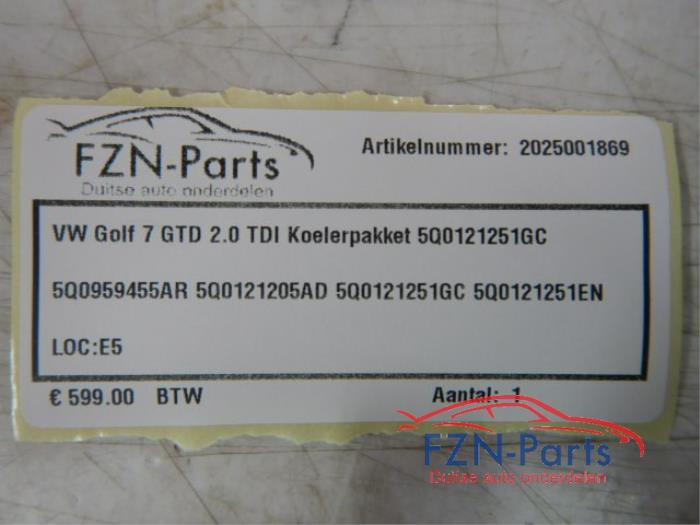 FZN-Parts
Duitse auto onderdelen
Artikelnummer: 2025001869
VW Golf 7 GTD 2.0 TDI Koelerpakket 5Q0121251GC
5Q0959455AR 5Q0121205AD 5Q0121251GC 5Q0121251EN
LOC:E5
€ 599.00 BTW
Aantal: 1
FZN-Parts
Duitse auto onderdelen